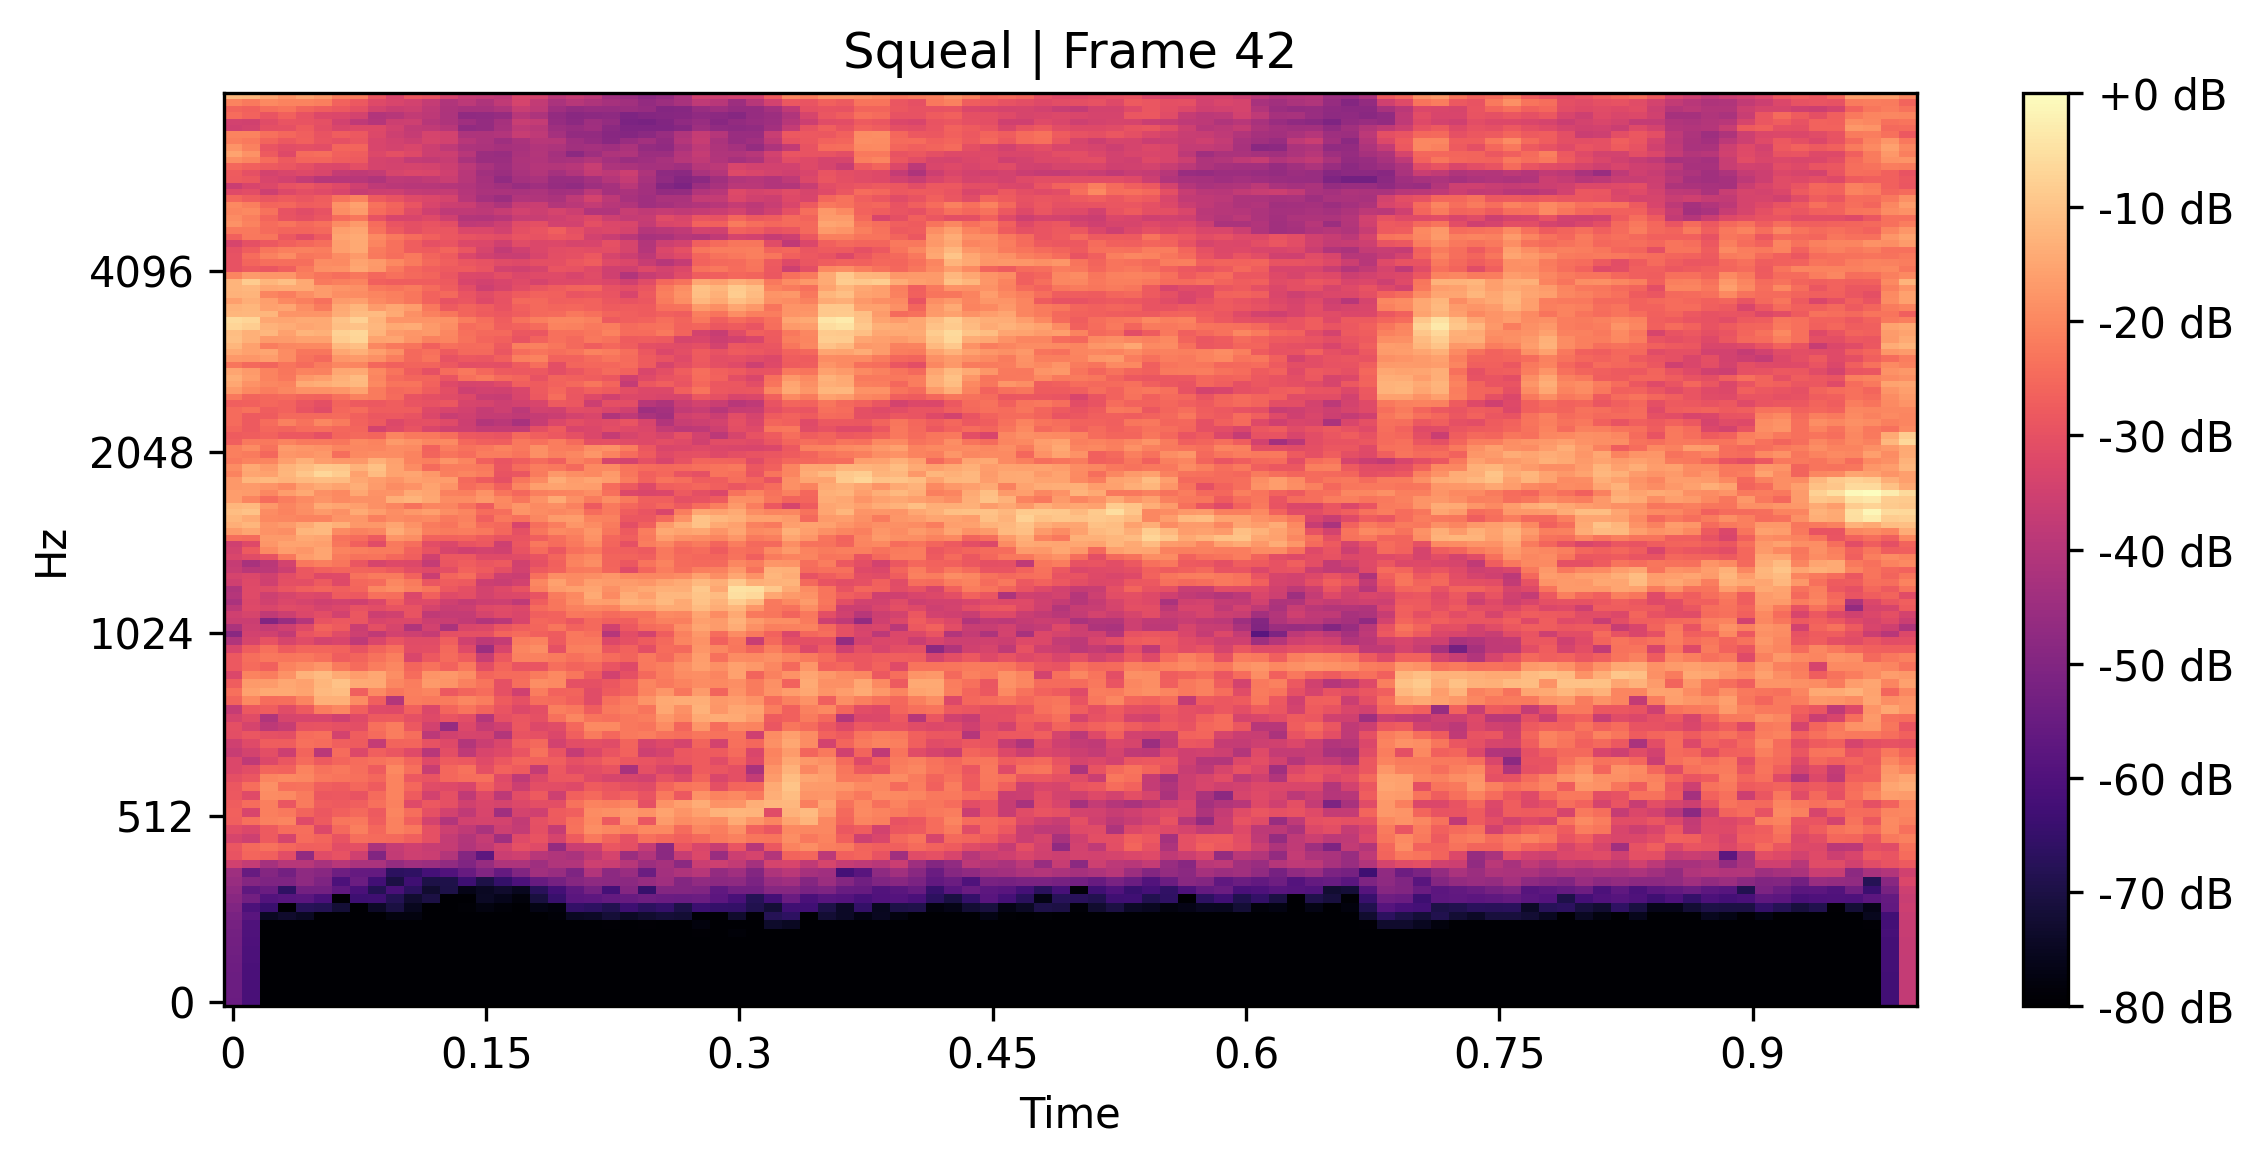 Squeal | Frame 42
Hz
4096
2048
1024
512
0
0 0.15 0.3 0.45 0.6 0.75 0.9
Time
+0 dB
-10 dB
-20 dB
-30 dB
-40 dB
-50 dB
-60 dB
-70 dB
-80 dB